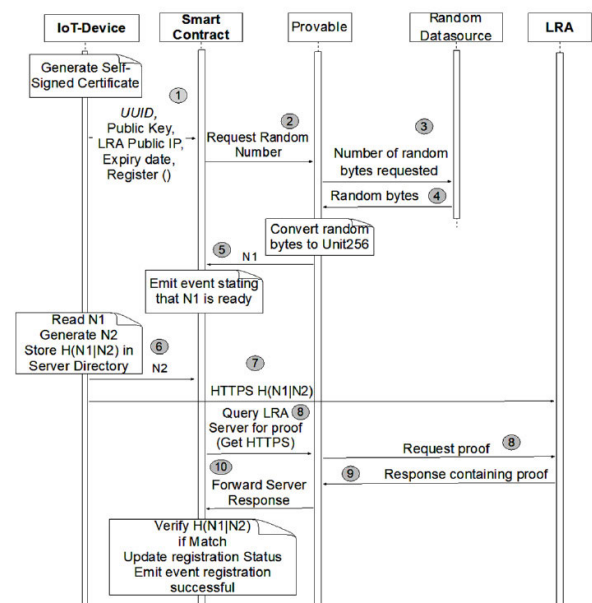 IoT-Device
Smart
Contract
Provable
Random
Datasource
LRA
Generate Self-
Signed Certificate
1
UUID,
Public Key,
LRA Public IP,
Expiry date,
Register ()
2
Request Random
Number
3
Number of random
bytes requested
Random bytes
4
Convert random
bytes to Unit256
5
N1
Emit event stating
that N1 is ready
Read N1
Generate N2
Store H(N1|N2) in
Server Directory
6
N2
7
HTTPS H(N1|N2)
Query LRA 8
Server for proof
(Get HTTPS)
Request proof
8
10
Forward Server
Response
9
Response containing proof
Verify H(N1|N2)
if Match
Update registration Status
Emit event registration
successful